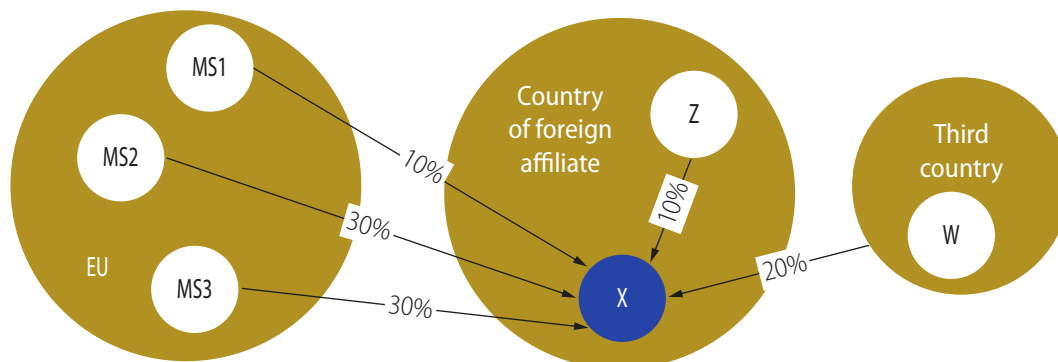 MS1
MS2
MS3
EU
10%
30%
30%
Country
of foreign
affiliate
Z
10%
X
20%
Third
country
W